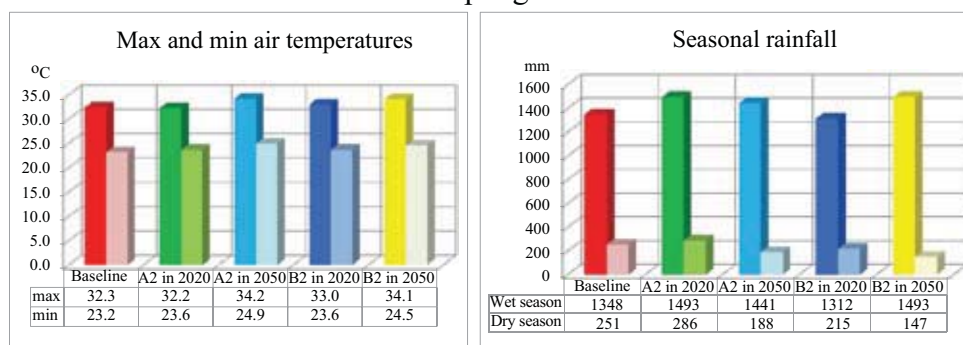 Max and min air temperatures
oC
35.0
30.0
25.0
20.0
15.0
10.0
5.0
0.0
Baseline A2 in 2020 A2 in 2050 B2 in 2020 B2 in 2050
max 32.3 32.2 34.2 33.0 34.1
min 23.2 23.6 24.9 23.6 24.5
Seasonal rainfall
mm
1600
1400
1200
1000
800
600
400
200
0
Baseline A2 in 2020 A2 in 2050 B2 in 2020 B2 in 2050
Wet season 1348 1493 1441 1312 1493
Dry season 251 286 188 215 147